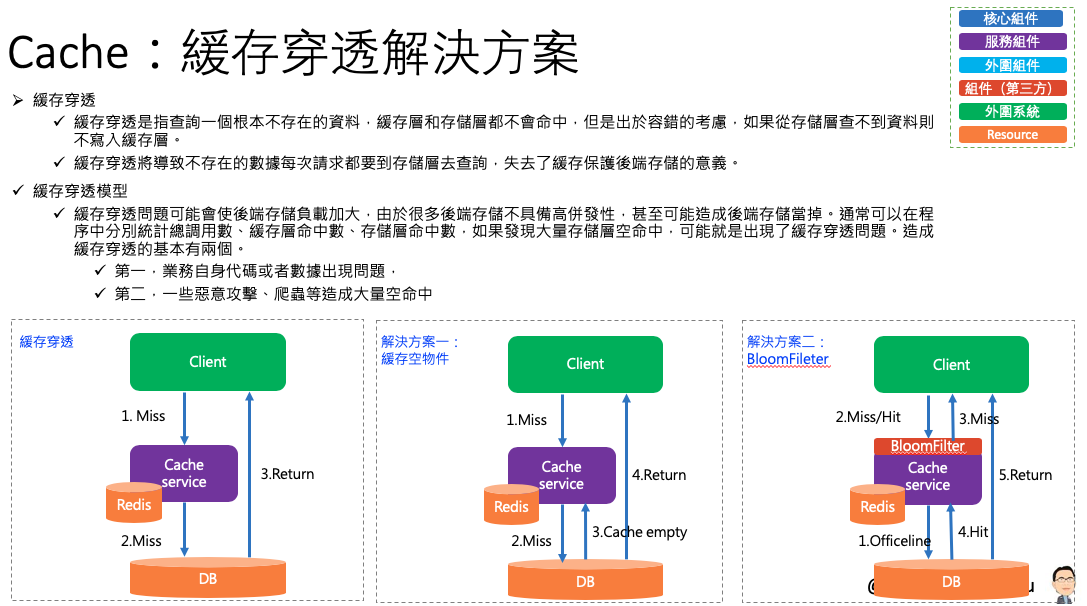 Cache：緩存穿透解決方案
核心組件
服務組件
外圍組件
組件（第三方）
外圍系統
Resource
緩存穿透
緩存穿透是指查詢一個根本不存在的資料，緩存層和存儲層都不會命中，但是出於容錯的考慮，如果從存儲層查不到資料則
不寫入緩存層。
緩存穿透將導致不存在的數據每次請求都要到存儲層去查詢，失去了緩存保護後端存儲的意義。
緩存穿透模型
緩存穿透問題可能會使後端存儲負載加大，由於很多後端存儲不具備高併發性，甚至可能造成後端存儲當掉。通常可以在程
序中分別統計總調用數、緩存層命中數、存儲層命中數，如果發現大量存儲層空命中，可能就是出現了緩存穿透問題。造成
緩存穿透的基本有兩個。
第一，業務自身代碼或者數據出現問題，
第二，一些惡意攻擊、爬蟲等造成大量空命中
緩存穿透
Client
1. Miss
Cache
service
Redis
3.Return
2.Miss
DB
解決方案一：
緩存空物件
Client
1.Miss
Cache
service
Redis
4.Return
3.Cache empty
2.Miss
DB
解決方案二：
BloomFileter
Client
2.Miss/Hit
3.Miss
BloomFilter
Cache
service
Redis
5.Return
4.Hit
1.Officeline
DB